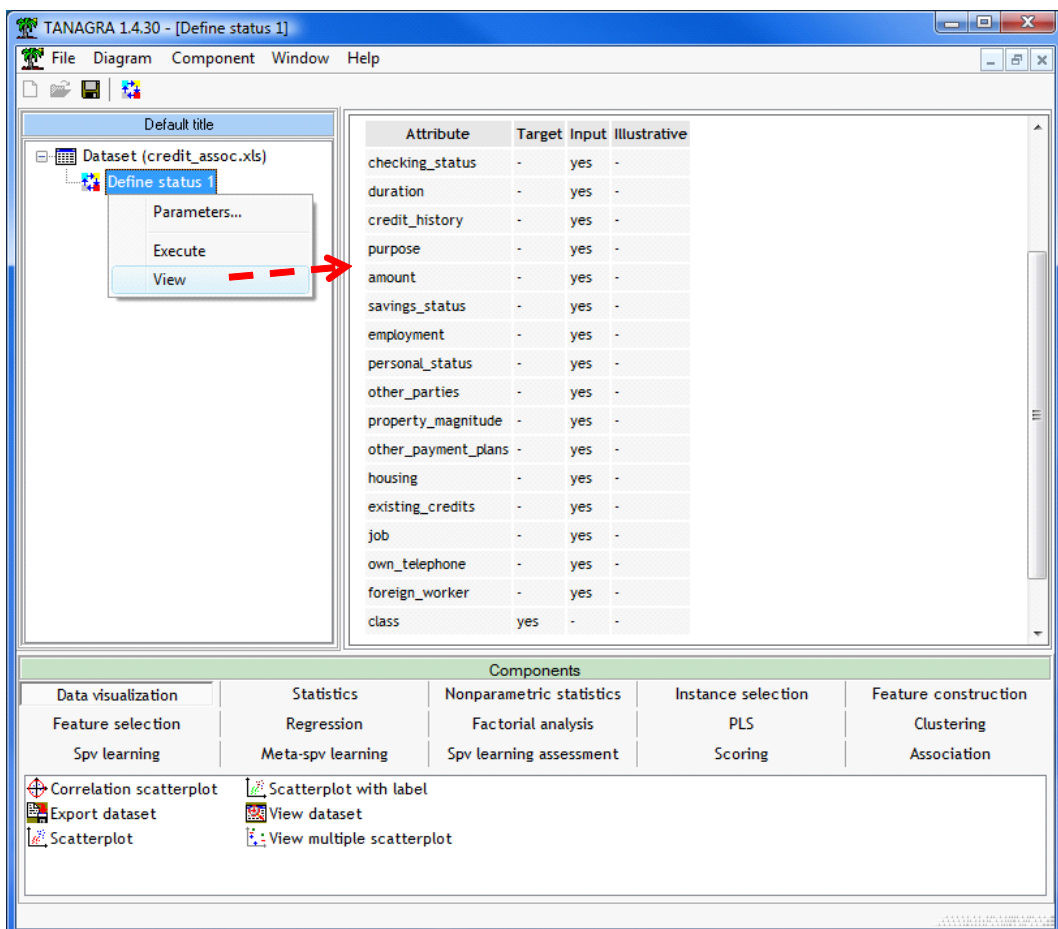 TANAGRA 1.4.30 - [Define status 1]
File Diagram Component Window Help
Default title
Dataset (credit_assoc.xls)
Define status 1
Parameters...
Execute
View
Attribute Target Input Illustrative
checking_status - yes -
duration - yes -
credit_history - yes -
purpose - yes -
amount - yes -
savings_status - yes -
employment - yes -
personal_status - yes -
other_parties - yes -
property_magnitude - yes -
other_payment_plans - yes -
housing - yes -
existing_credits - yes -
job - yes -
own_telephone - yes -
foreign_worker - yes -
class yes - -
Components
Data visualization Statistics Nonparametric statistics Instance selection Feature construction
Feature selection Regression Factorial analysis PLS Clustering
Spv learning Meta-spv learning Spv learning assessment Scoring Association
Correlation scatterplot Scatterplot with label
Export dataset View dataset
Scatterplot View multiple scatterplot